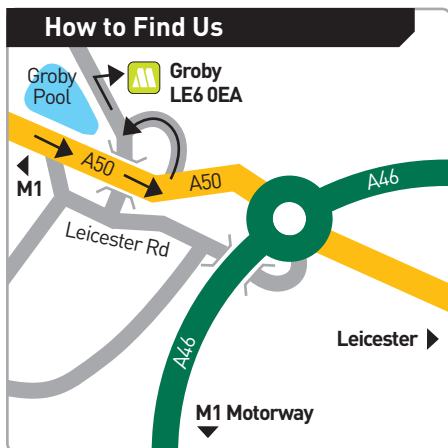 How to Find Us
Groby
Pool
Groby
LE6 0EA
A50
A50
A46
M1
Leicester Rd
A46
Leicester
M1 Motorway